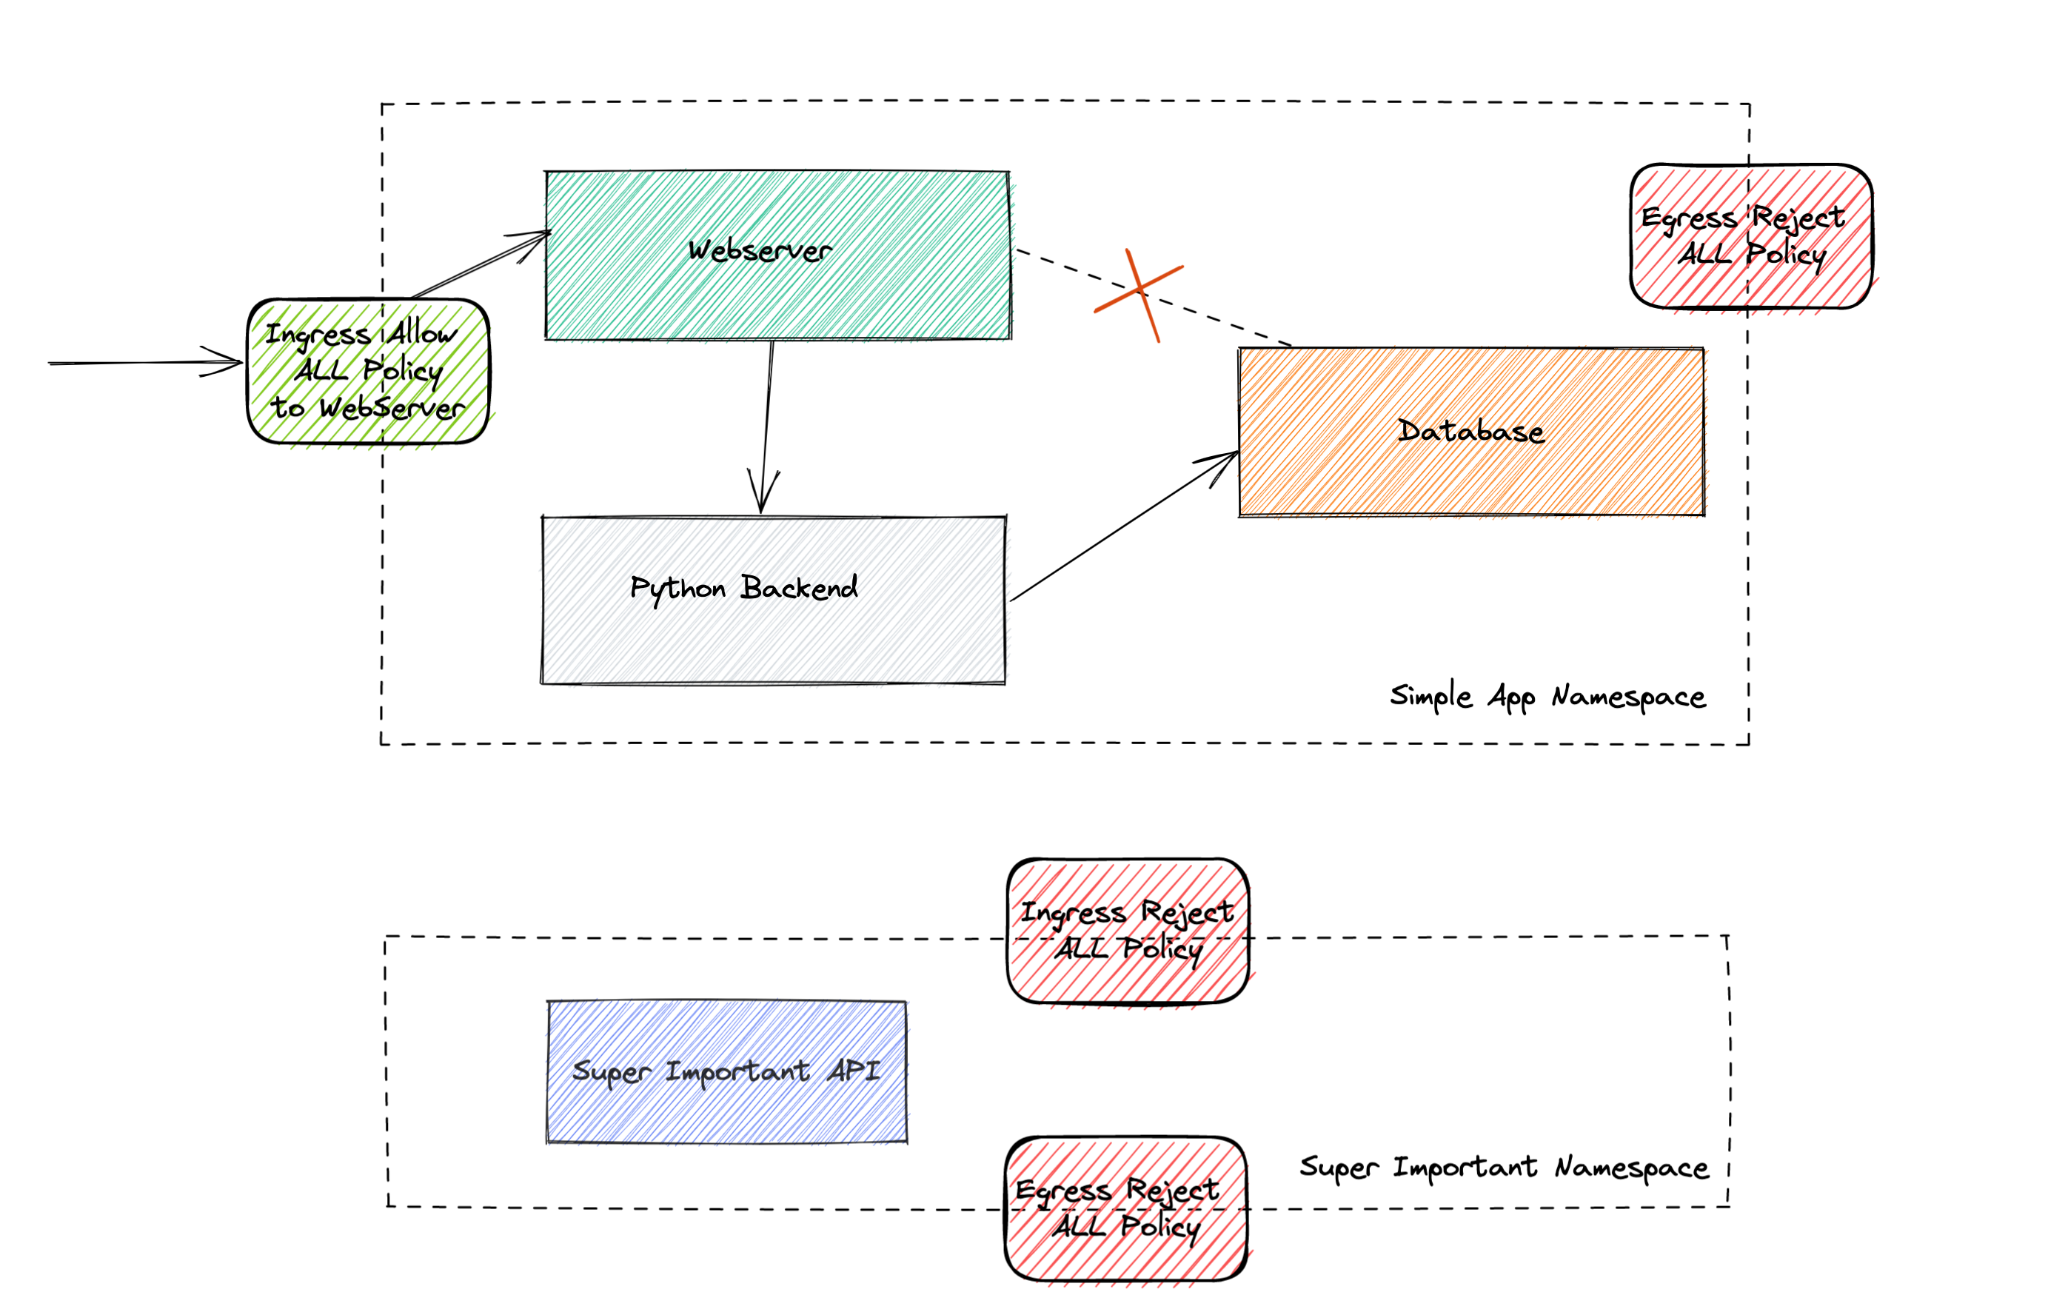 Egress Reject
ALL Policy
Webserver
Ingress Allow
ALL Policy
to WebServer
Database
Python Backend
Simple App Namespace
Ingress Reject
ALL Policy
Super Important API
Super Important Namespace
Egress Reject
ALL Policy